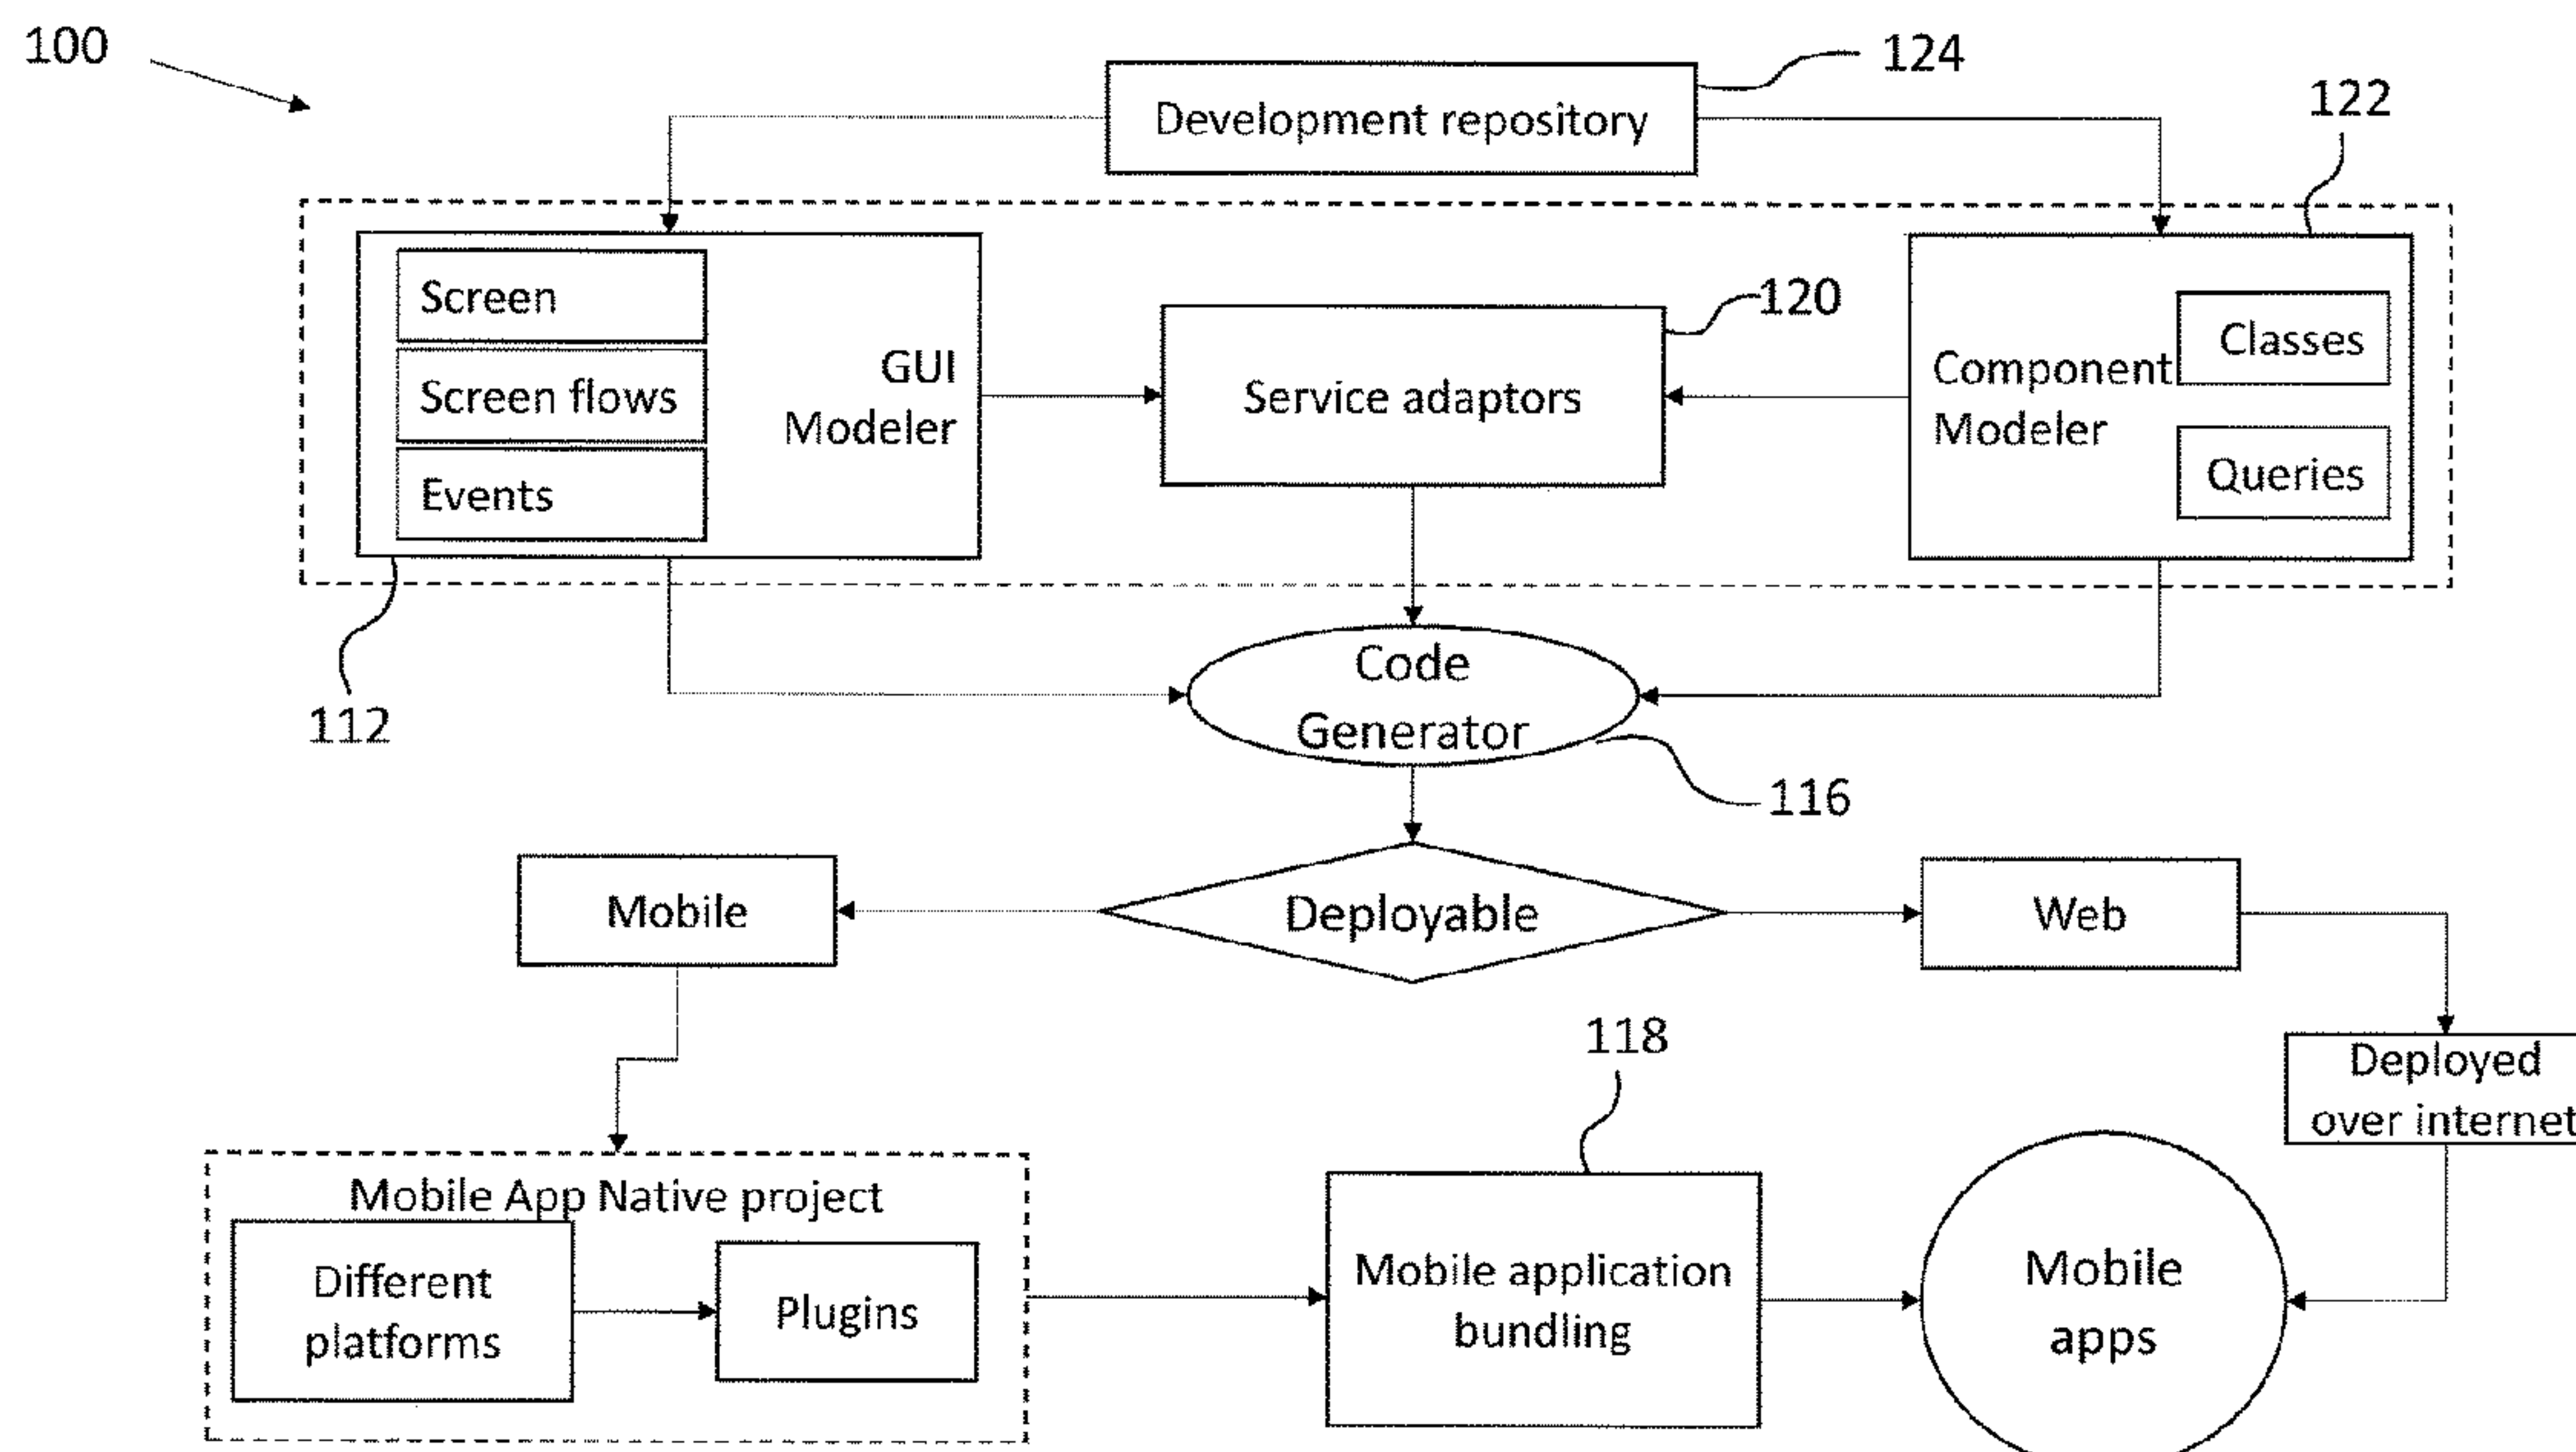 100
124
Development repository
122
Screen
Screen flows
Events
GUI
Modeler
120
Service adaptors
Component
Modeler
Classes
Queries
112
Code
Generator
116
Mobile
Deployable
Web
118
Deployed
over internet
Mobile App Native project
Different
platforms
Plugins
Mobile application
bundling
Mobile
apps